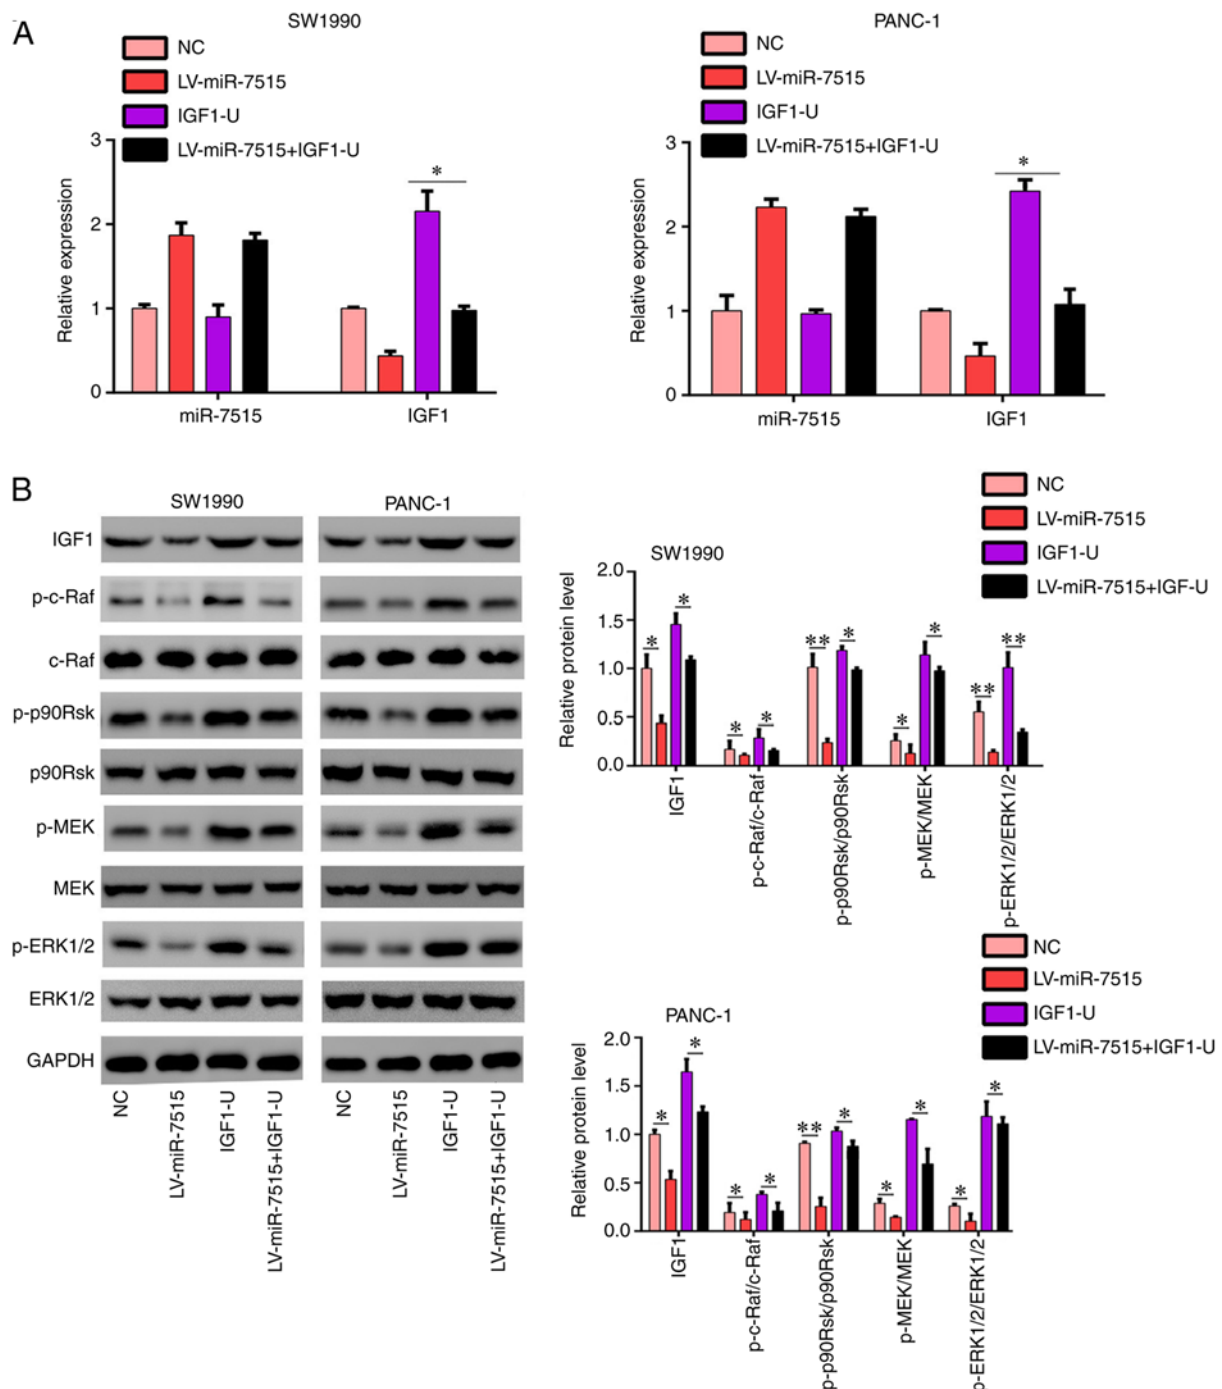 A
SW1990
NC
LV-miR-7515
IGF1-U
LV-miR-7515+IGF1-U
Relative expression
3
2
1
0
*
miR-7515
IGF1
PANC-1
NC
LV-miR-7515
IGF1-U
LV-miR-7515+IGF1-U
Relative expression
3
2
1
0
*
miR-7515
IGF1
B
SW1990
PANC-1
IGF1
p-c-Raf
c-Raf
p-p90Rsk
p90Rsk
p-MEK
MEK
p-ERK1/2
ERK1/2
GAPDH
NC
LV-miR-7515
IGF1-U
LV-miR-7515+IGF1-U
NC
LV-miR-7515
IGF1-U
LV-miR-7515+IGF1-U
NC
LV-miR-7515
IGF1-U
LV-miR-7515+IGF-U
SW1990
Relative protein level
2.0
1.5
1.0
0.5
0.0
* * * * ** * * * ** **
IGF1
p-c-Raf/c-Raf
p-p90Rsk/p90Rsk
p-MEK/MEK
p-ERK1/2/ERK1/2
NC
LV-miR-7515
IGF1-U
LV-miR-7515+IGF1-U
PANC-1
Relative protein level
2.0
1.5
1.0
0.5
0.0
* * * * ** * * * * *
IGF1
p-c-Raf/c-Raf
p-p90Rsk/p90Rsk
p-MEK/MEK
p-ERK1/2/ERK1/2